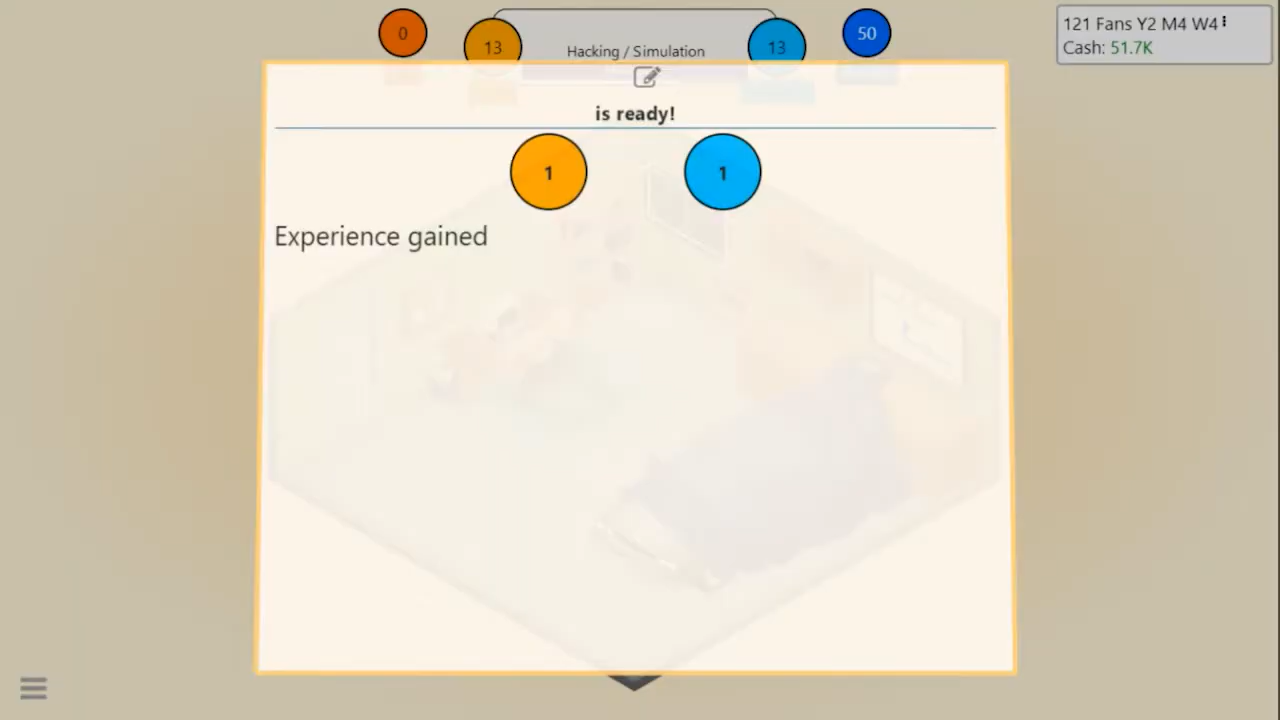 0
13
Hacking / Simulation
13
50
121 Fans Y2 M4 W4
Cash: 51.7K
is ready!
1
1
Experience gained